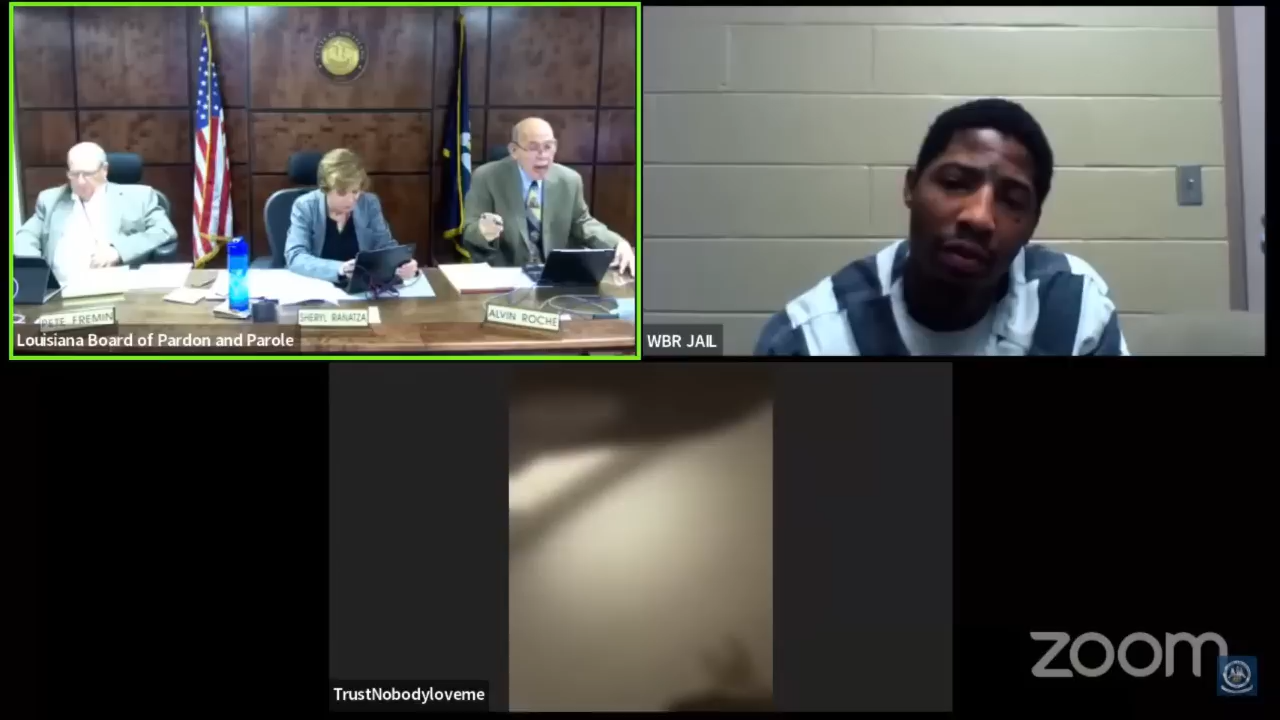 PETE FREMIN
SHERYL RANATZA
ALVIN ROCHE
Louisiana Board of Pardon and Parole
WBR JAIL
TrustNobodyloveme
zoom